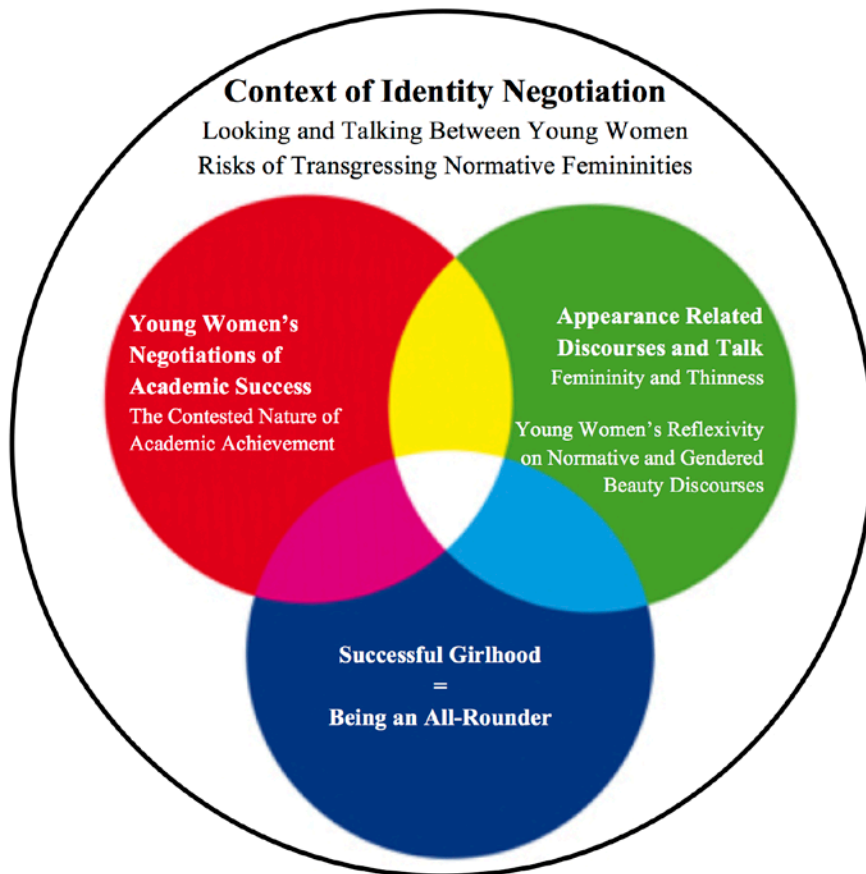 Context of Identity Negotiation
Looking and Talking Between Young Women
Risks of Transgressing Normative Femininities
Young Women's
Negotiations of
Academic Success
The Contested Nature of
Academic Achievement
Appearance Related
Discourses and Talk
Femininity and Thinness
Young Women's Reflexivity
on Normative and Gendered
Beauty Discourses
Successful Girlhood
=
Being an All-Rounder